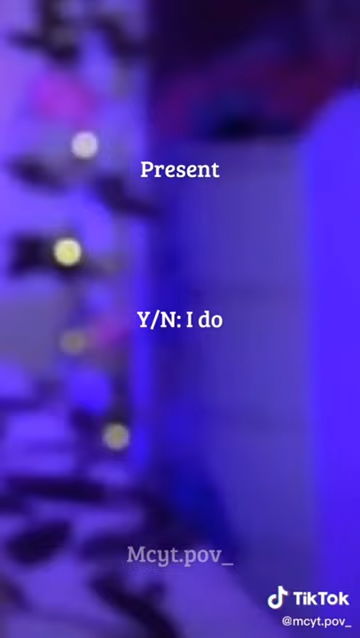 Present
Y/N: I do
Mcyt.pov_
TikTok
@mcyt.pov_